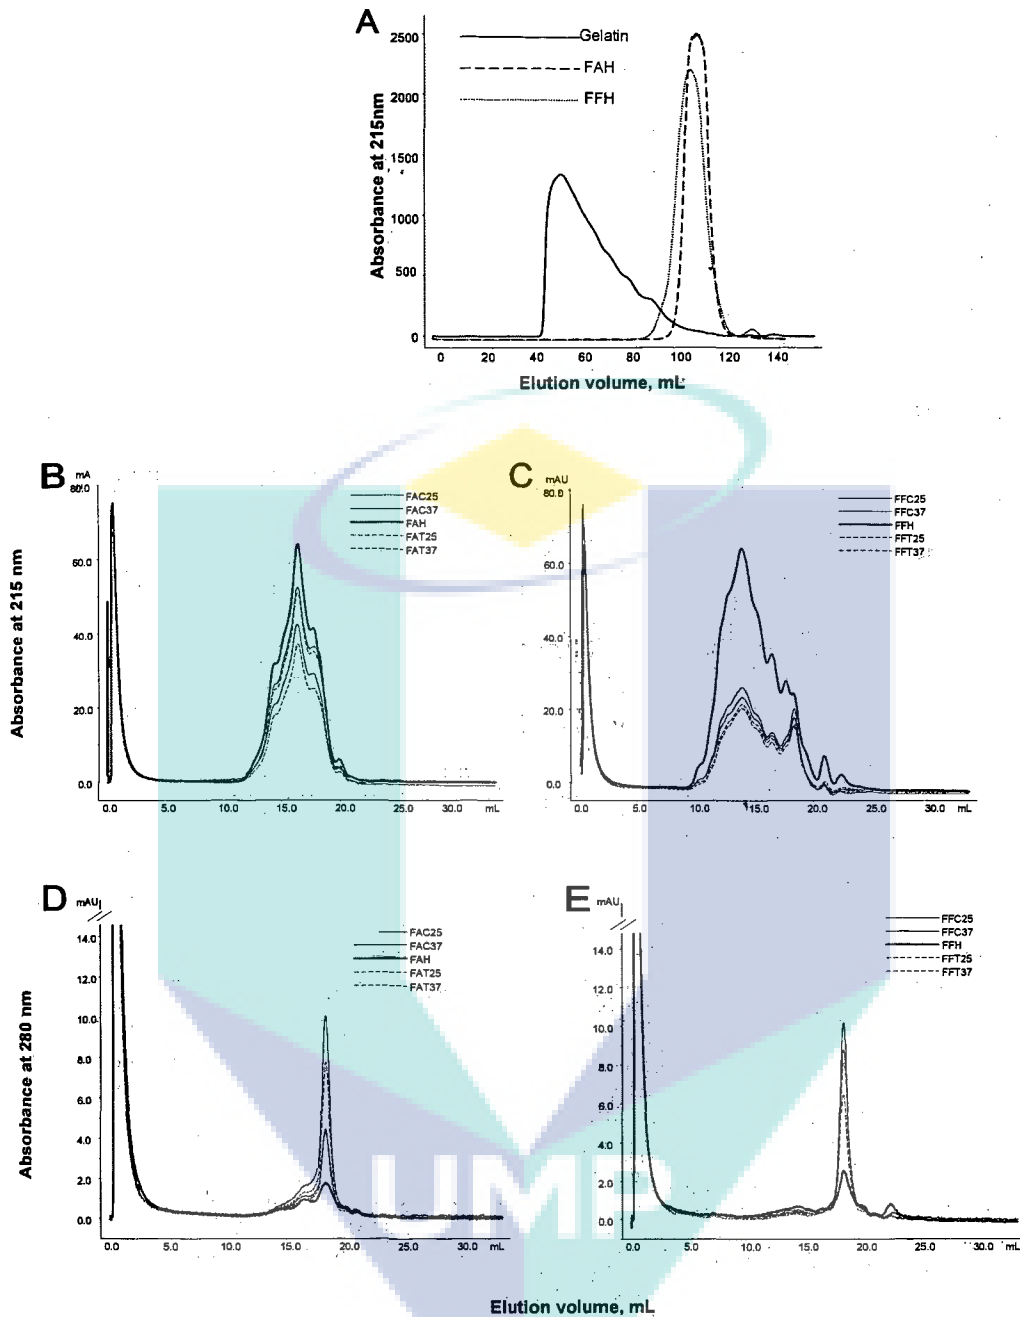 A
2500
2000
1500
1000
500
0
Absorbance at 215nm
Gelatin
FAH
FFH
0 20 40 60 80 100 120 140
Elution volume, mL
B
mA
80.0
60.0
40.0
20.0
0.0
FAC25
FAC37
FAH
FAT25
FAT37
0.0 5.0 10.0 15.0 20.0 25.0 30.0 mL
Absorbance at 215 nm
C
mAU
80.0
60.0
40.0
20.0
0.0
FFC25
FFC37
FFH
FFT25
FFT37
0.0 5.0 10.0 15.0 20.0 25.0 30.0 mL
D
mAU
14.0
12.0
10.0
8.0
6.0
4.0
2.0
0.0
FAC25
FAC37
FAH
FAT25
FAT37
0.0 5.0 10.0 15.0 20.0 25.0 30.0 mL
Absorbance at 280 nm
E
mAU
14.0
12.0
10.0
8.0
6.0
4.0
2.0
0.0
FFC25
FFC37
FFH
FFT25
FFT37
0.0 5.0 10.0 15.0 20.0 25.0 30.0 mL
UMP
Elution volume, mL